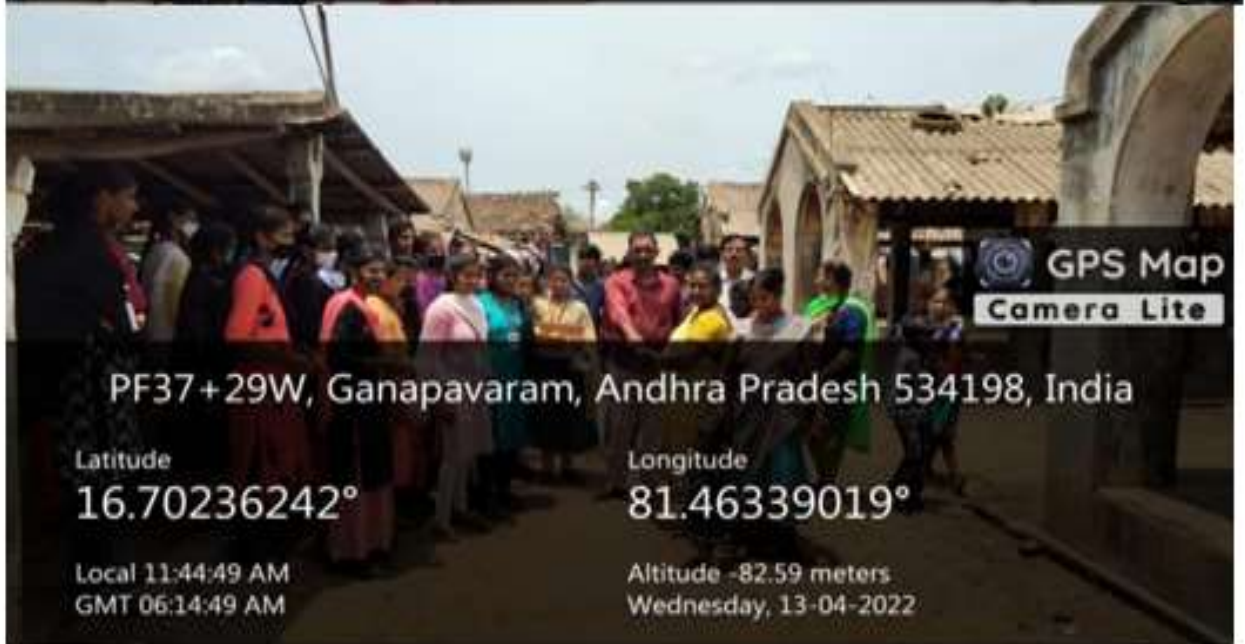 GPS Map
Camera Lite
PF37+29W, Ganapavaram, Andhra Pradesh 534198, India
Latitude
16.70236242°
Longitude
81.46339019°
Local 11:44:49 AM
GMT 06:14:49 AM
Altitude -82.59 meters
Wednesday, 13-04-2022